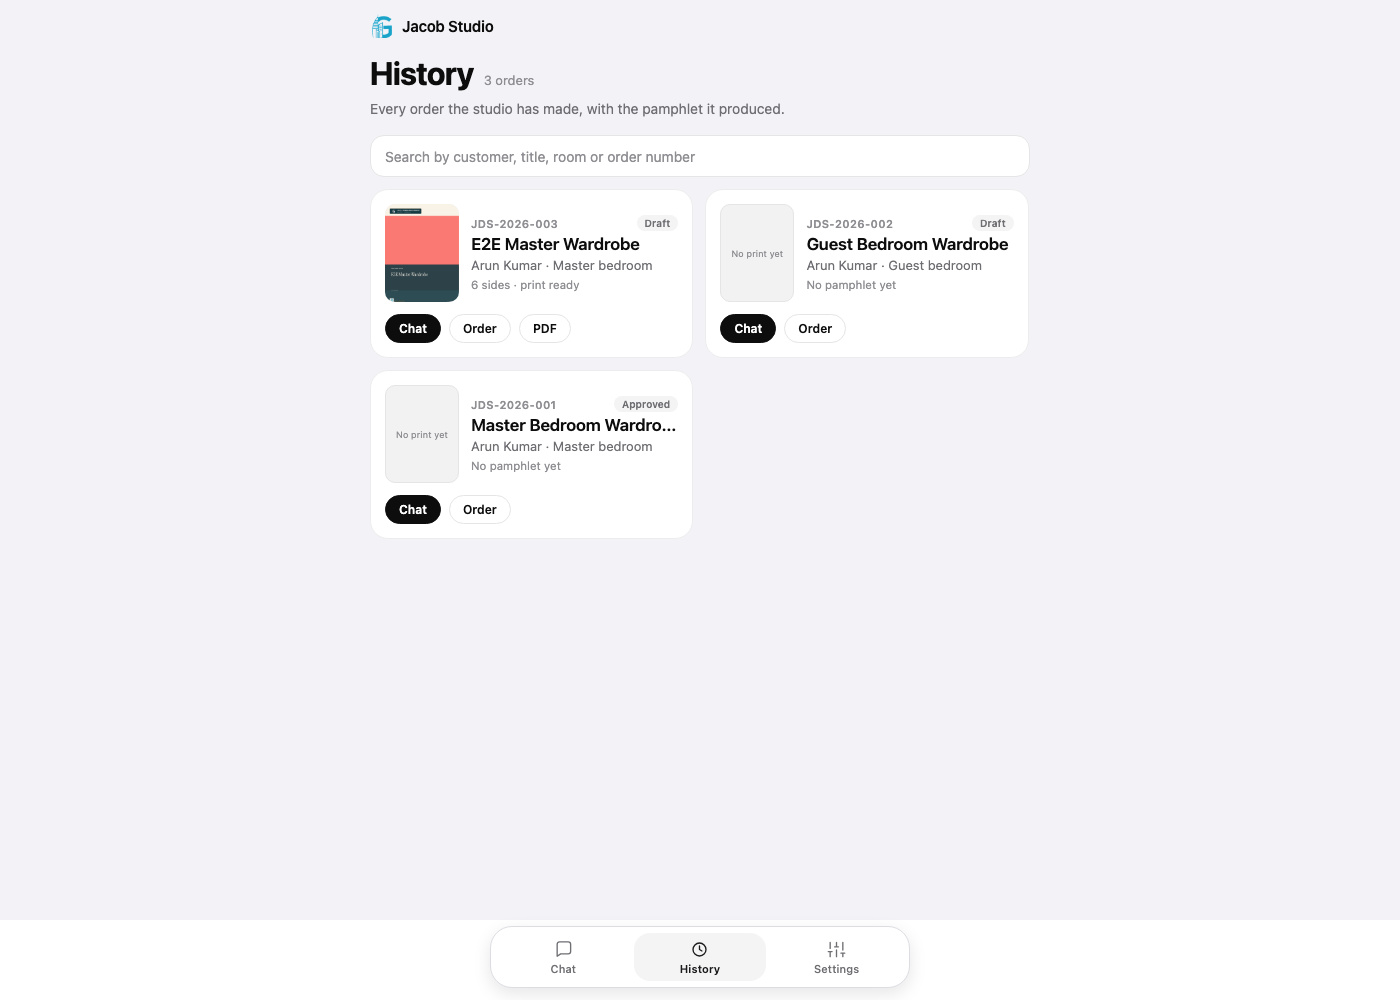 Jacob Studio
History 3 orders
Every order the studio has made, with the pamphlet it produced.
Search by customer, title, room or order number
JDS-2026-003 Draft
E2E Master Wardrobe
Arun Kumar · Master bedroom
6 sides · print ready
E2E Master Wardrobe
Chat Order PDF
No print yet
JDS-2026-002 Draft
Guest Bedroom Wardrobe
Arun Kumar · Guest bedroom
No pamphlet yet
Chat Order
No print yet
JDS-2026-001 Approved
Master Bedroom Wardro...
Arun Kumar · Master bedroom
No pamphlet yet
Chat Order
Chat History Settings